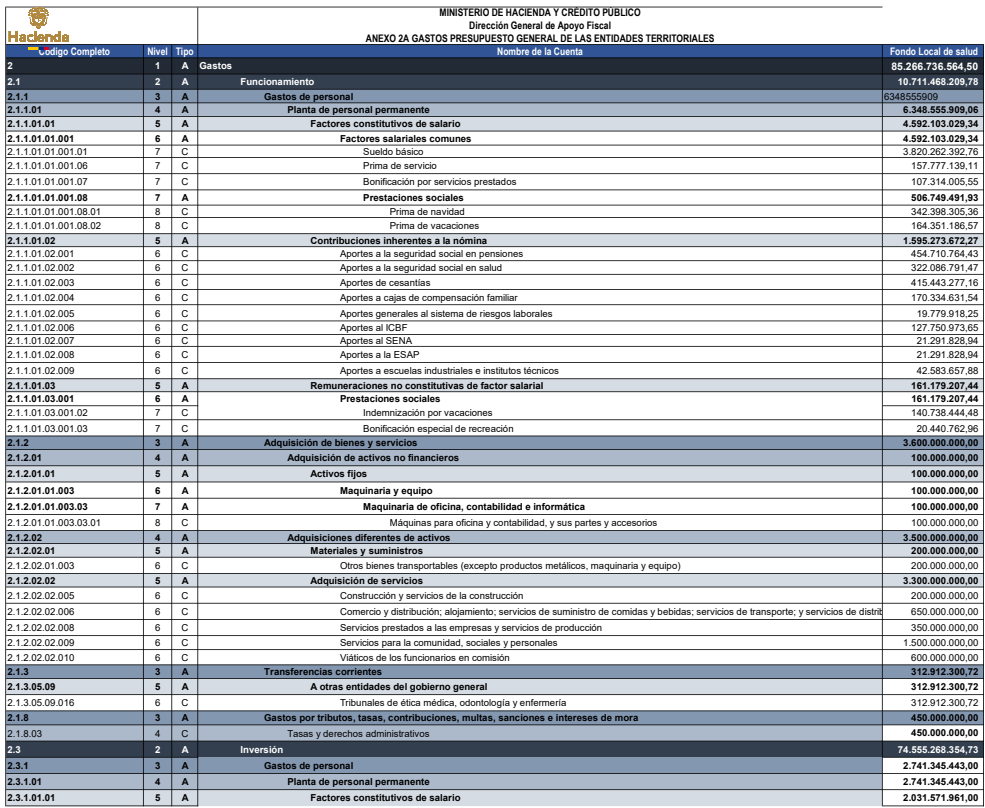 Hacienda
MINISTERIO DE HACIENDA Y CRÉDITO PÚBLICO
Dirección General de Apoyo Fiscal
ANEXO 2A GASTOS PRESUPUESTO GENERAL DE LAS ENTIDADES TERRITORIALES
Codigo Completo Nivel Tipo Nombre de la Cuenta Fondo Local de salud
2 1 A Gastos 85.266.736.564,50
2.1 2 A Funcionamiento 10.711.468.209,78
2.1.1 3 A Gastos de personal 6348555909
2.1.1.01 4 A Planta de personal permanente 6.348.555.909,06
2.1.1.01.01 5 A Factores constitutivos de salario 4.592.103.029,34
2.1.1.01.01.001 6 A Factores salariales comunes 4.592.103.029,34
2.1.1.01.01.001.01 7 C Sueldo básico 3.820.262.392,76
2.1.1.01.01.001.06 7 C Prima de servicio 157.777.139,11
2.1.1.01.01.001.07 7 C Bonificación por servicios prestados 107.314.005,55
2.1.1.01.01.001.08 7 A Prestaciones sociales 506.749.491,93
2.1.1.01.01.001.08.01 8 C Prima de navidad 342.398.305,36
2.1.1.01.01.001.08.02 8 C Prima de vacaciones 164.351.186,57
2.1.1.01.02 5 A Contribuciones inherentes a la nómina 1.595.273.672,27
2.1.1.01.02.001 6 C Aportes a la seguridad social en pensiones 454.710.764,43
2.1.1.01.02.002 6 C Aportes a la seguridad social en salud 322.086.791,47
2.1.1.01.02.003 6 C Aportes de cesantías 415.443.277,16
2.1.1.01.02.004 6 C Aportes a cajas de compensación familiar 170.334.631,54
2.1.1.01.02.005 6 C Aportes generales al sistema de riesgos laborales 19.779.918,25
2.1.1.01.02.006 6 C Aportes al ICBF 127.750.973,65
2.1.1.01.02.007 6 C Aportes al SENA 21.291.828,94
2.1.1.01.02.008 6 C Aportes a la ESAP 21.291.828,94
2.1.1.01.02.009 6 C Aportes a escuelas industriales e institutos técnicos 42.583.657,88
2.1.1.01.03 5 A Remuneraciones no constitutivas de factor salarial 161.179.207,44
2.1.1.01.03.001 6 A Prestaciones sociales 161.179.207,44
2.1.1.01.03.001.02 7 C Indemnización por vacaciones 140.738.444,48
2.1.1.01.03.001.03 7 C Bonificación especial de recreación 20.440.762,96
2.1.2 3 A Adquisición de bienes y servicios 3.600.000.000,00
2.1.2.01 4 A Adquisición de activos no financieros 100.000.000,00
2.1.2.01.01 5 A Activos fijos 100.000.000,00
2.1.2.01.01.003 6 A Maquinaria y equipo 100.000.000,00
2.1.2.01.01.003.03 7 A Maquinaria de oficina, contabilidad e informática 100.000.000,00
2.1.2.01.01.003.03.01 8 C Máquinas para oficina y contabilidad, y sus partes y accesorios 100.000.000,00
2.1.2.02 4 A Adquisiciones diferentes de activos 3.500.000.000,00
2.1.2.02.01 5 A Materiales y suministros 200.000.000,00
2.1.2.02.01.003 6 C Otros bienes transportables (excepto productos metálicos, maquinaria y equipo) 200.000.000,00
2.1.2.02.02 5 A Adquisición de servicios 3.300.000.000,00
2.1.2.02.02.005 6 C Construcción y servicios de la construcción 200.000.000,00
2.1.2.02.02.006 6 C Comercio y distribución; alojamiento; servicios de suministro de comidas y bebidas; servicios de transporte; y servicios de distrib 650.000.000,00
2.1.2.02.02.008 6 C Servicios prestados a las empresas y servicios de producción 350.000.000,00
2.1.2.02.02.009 6 C Servicios para la comunidad, sociales y personales 1.500.000.000,00
2.1.2.02.02.010 6 C Viáticos de los funcionarios en comisión 600.000.000,00
2.1.3 3 A Transferencias corrientes 312.912.300,72
2.1.3.05.09 5 A A otras entidades del gobierno general 312.912.300,72
2.1.3.05.09.016 6 C Tribunales de ética médica, odontología y enfermería 312.912.300,72
2.1.8 3 A Gastos por tributos, tasas, contribuciones, multas, sanciones e intereses de mora 450.000.000,00
2.1.8.03 4 C Tasas y derechos administrativos 450.000.000,00
2.3 2 A Inversión 74.555.268.354,73
2.3.1 3 A Gastos de personal 2.741.345.443,00
2.3.1.01 4 A Planta de personal permanente 2.741.345.443,00
2.3.1.01.01 5 A Factores constitutivos de salario 2.031.571.961,00